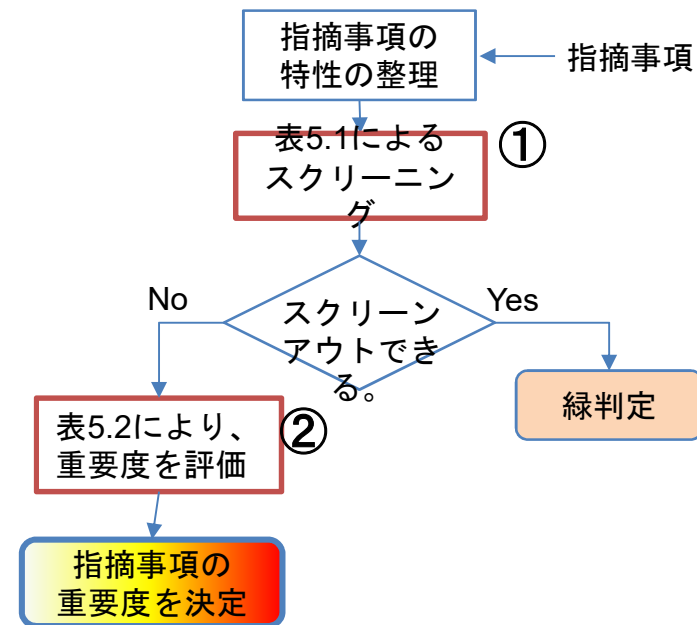 指摘事項の
特性の整理
指摘事項
表5.1による
スクリーニン
グ
①
スクリーン
アウトでき
る。
No
Yes
緑判定
表5.2により、
重要度を評価
②
指摘事項の
重要度を決定